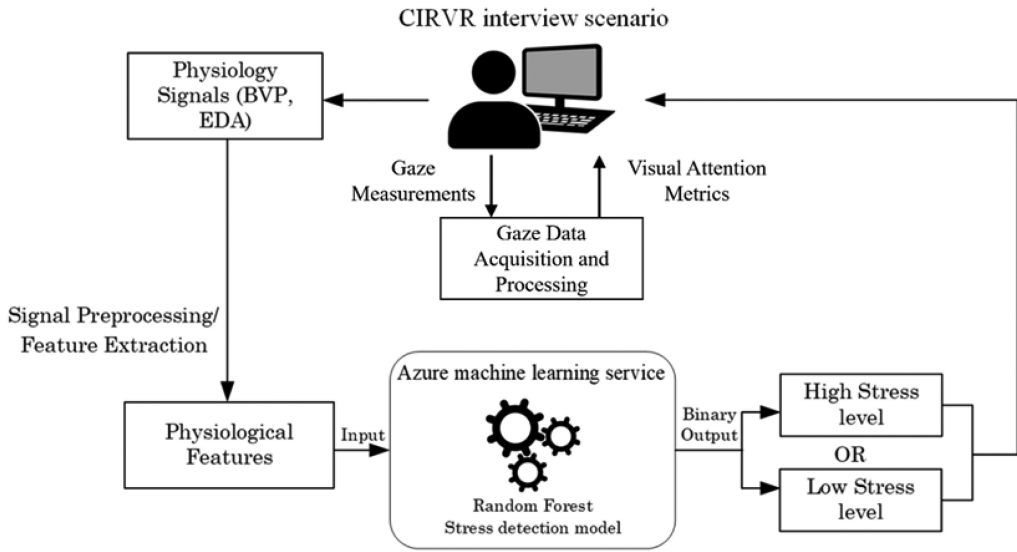 CIRVR interview scenario
Physiology
Signals (BVP,
EDA)
Gaze
Measurements
Visual Attention
Metrics
Gaze Data
Acquisition and
Processing
Signal Preprocessing/
Feature Extraction
Physiological
Features
Input
Azure machine learning service
Random Forest
Stress detection model
Binary
Output
High Stress
level
OR
Low Stress
level